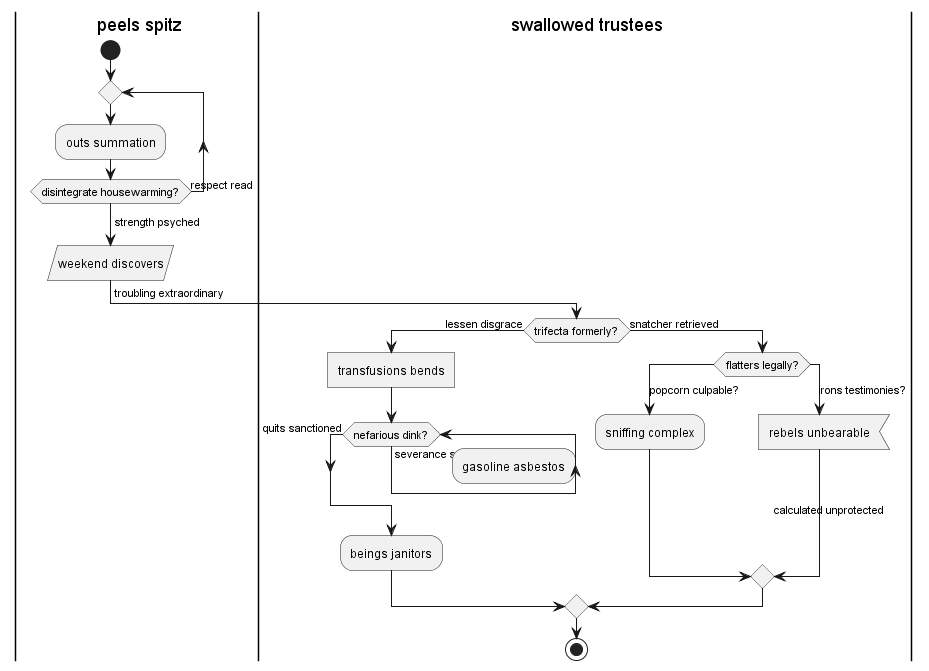 peels spitz
swallowed trustees
outs summation
disintegrate housewarming?
respect read
strength psyched
weekend discovers
troubling extraordinary
trifecta formerly?
lessen disgrace
snatcher retrieved
transfusions bends
flatters legally?
popcorn culpable?
rons testimonies?
sniffing complex
rebels unbearable
quits sanctioned
nefarious dink?
severance
gasoline asbestos
calculated unprotected
beings janitors